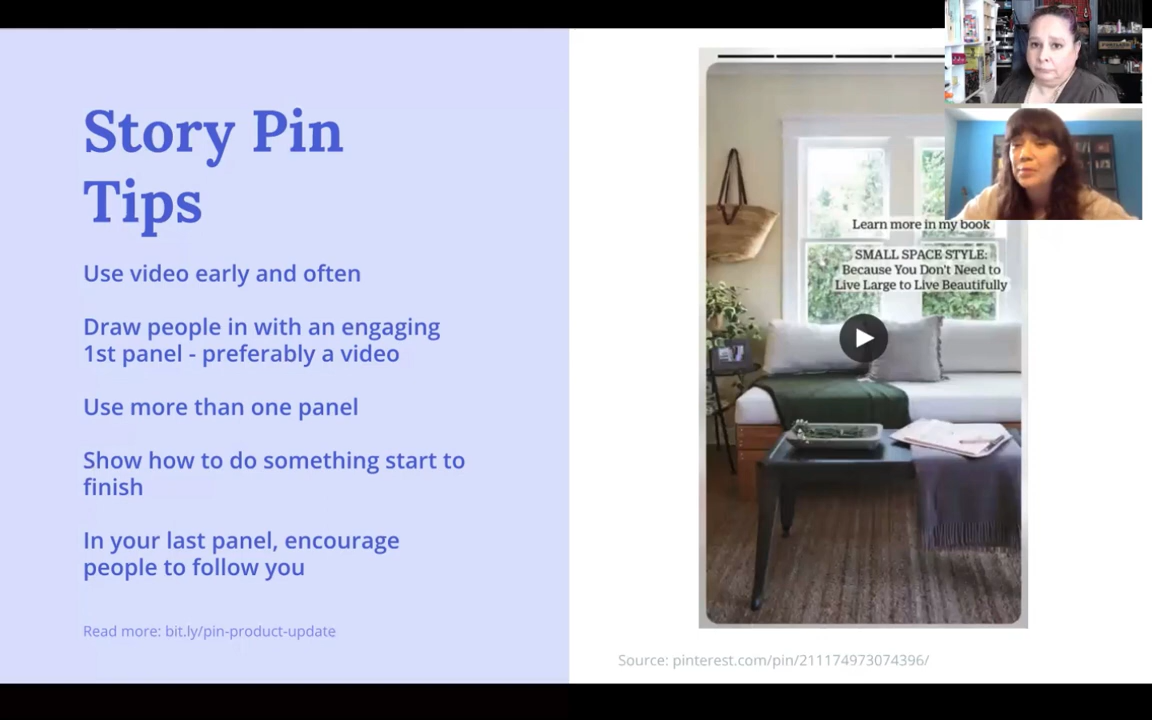 Story Pin
Tips
Use video early and often
Draw people in with an engaging
1st panel - preferably a video
Use more than one panel
Show how to do something start to
finish
In your last panel, encourage
people to follow you
Read more: bit.ly/pin-product-update
Learn more in my book
SMALL SPACE STYLE:
Because You Don't Need to
Live Large to Live Beautifully
Source: pinterest.com/pin/211174973074396/